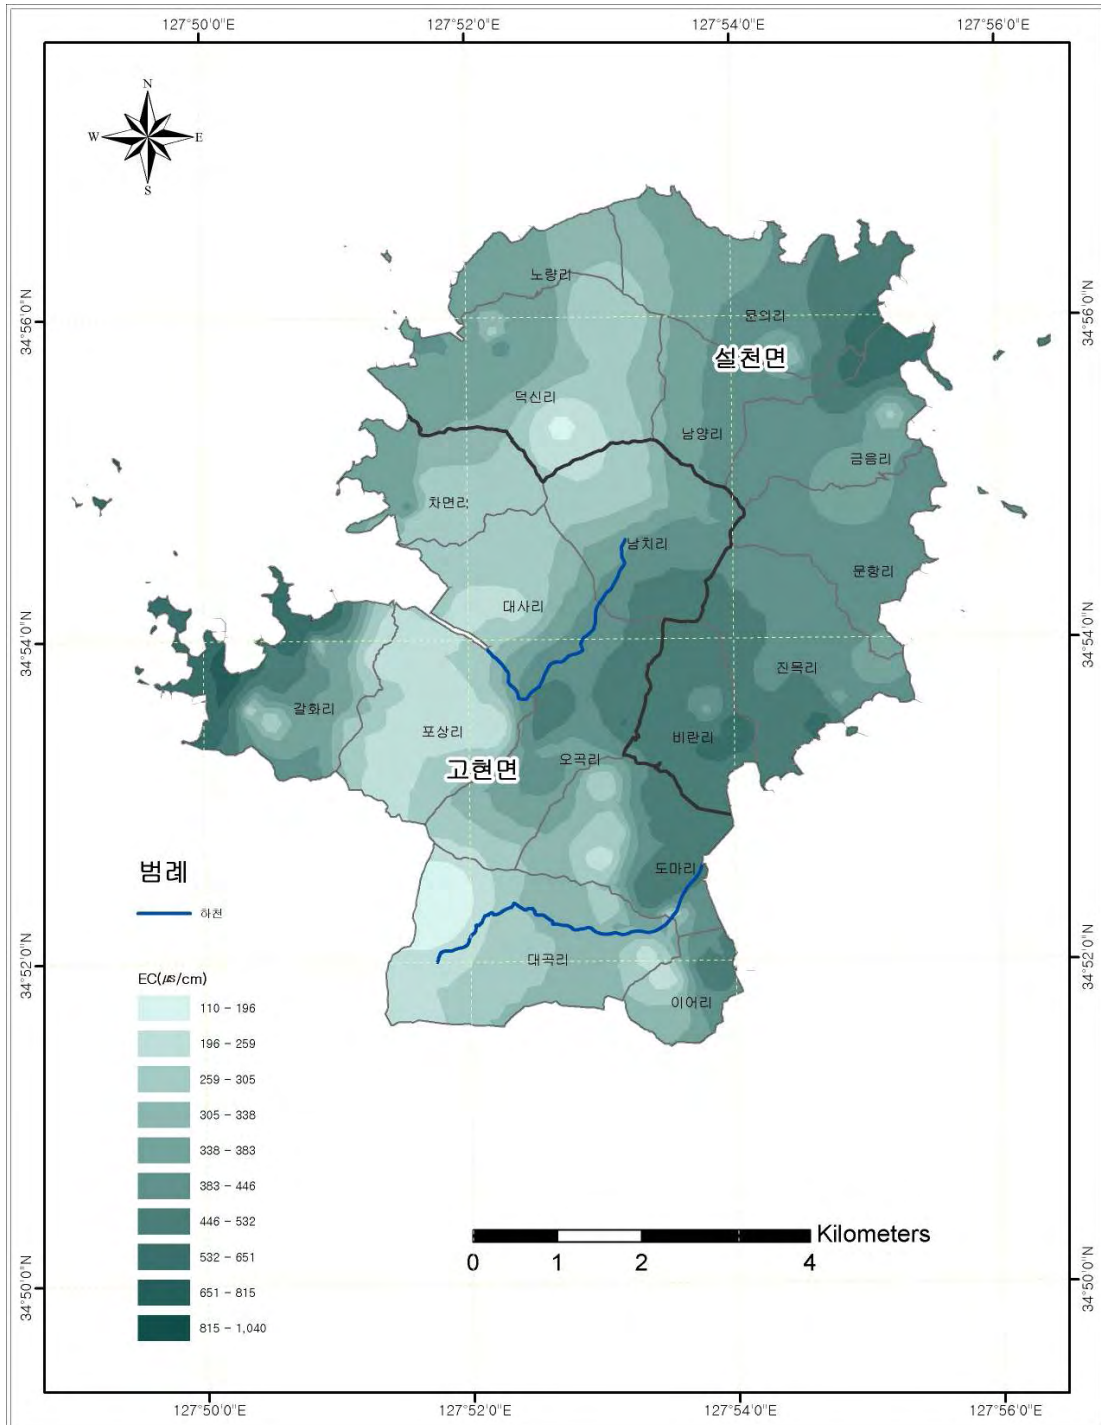 127°50'0"E 127°52'0"E 127°54'0"E 127°56'0"E
N
W E
S
34°56'0"N
34°56'0"N
34°54'0"N
34°54'0"N
34°52'0"N
34°52'0"N
34°50'0"N
34°50'0"N
노량리
문의리
설천면
덕신리
남양리
금음리
차면리
남치리
문항리
대사리
진목리
갈화리
포상리
비란리
오곡리
고현면
도마리
대곡리
이어리
범례
하천
EC(㎲/cm)
110 - 196
196 - 259
259 - 305
305 - 338
338 - 383
383 - 446
446 - 532
532 - 651
651 - 815
815 - 1,040
Kilometers
0 1 2 4
127°50'0"E 127°52'0"E 127°54'0"E 127°56'0"E